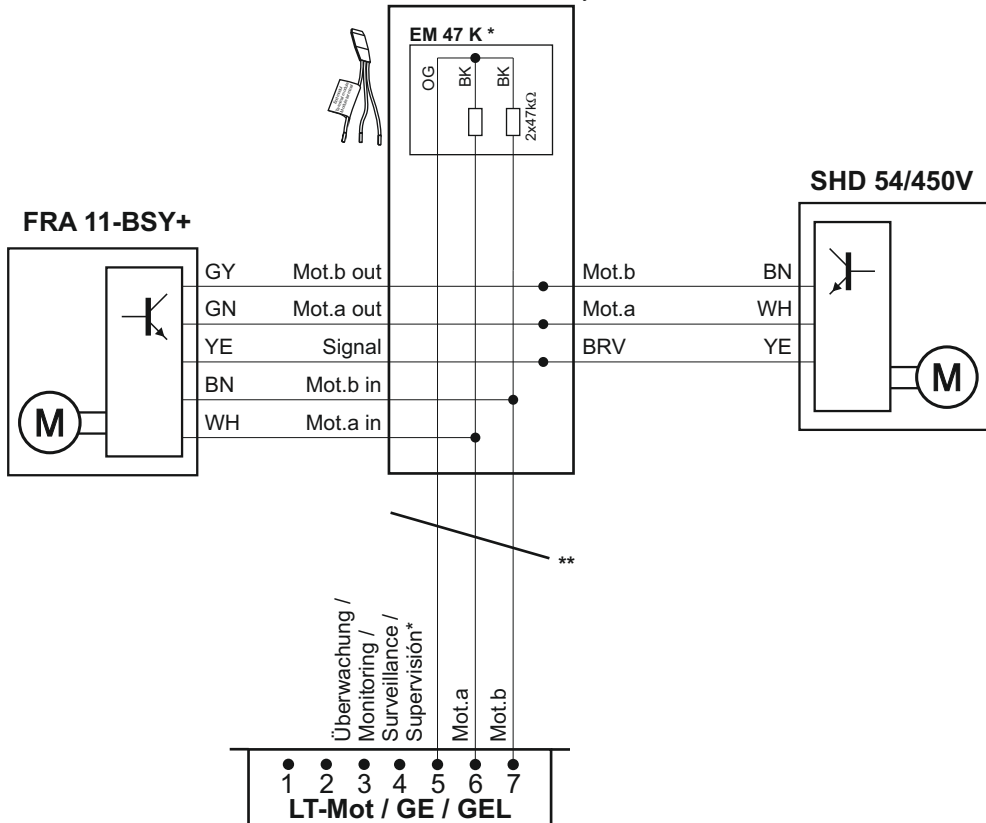 EM 47 K *
OG
BK
BK
2x47kΩ
SHD 54/450V
FRA 11-BSY+
GY Mot.b out
GN Mot.a out
YE Signal
BN Mot.b in
WH Mot.a in
Mot.b BN
Mot.a WH
BRV YE
M
M
**
Überwachung /
Monitoring /
Surveillance /
Supervisión*
Mot.a
Mot.b
1 2 3 4 5 6 7
LT-Mot / GE / GEL